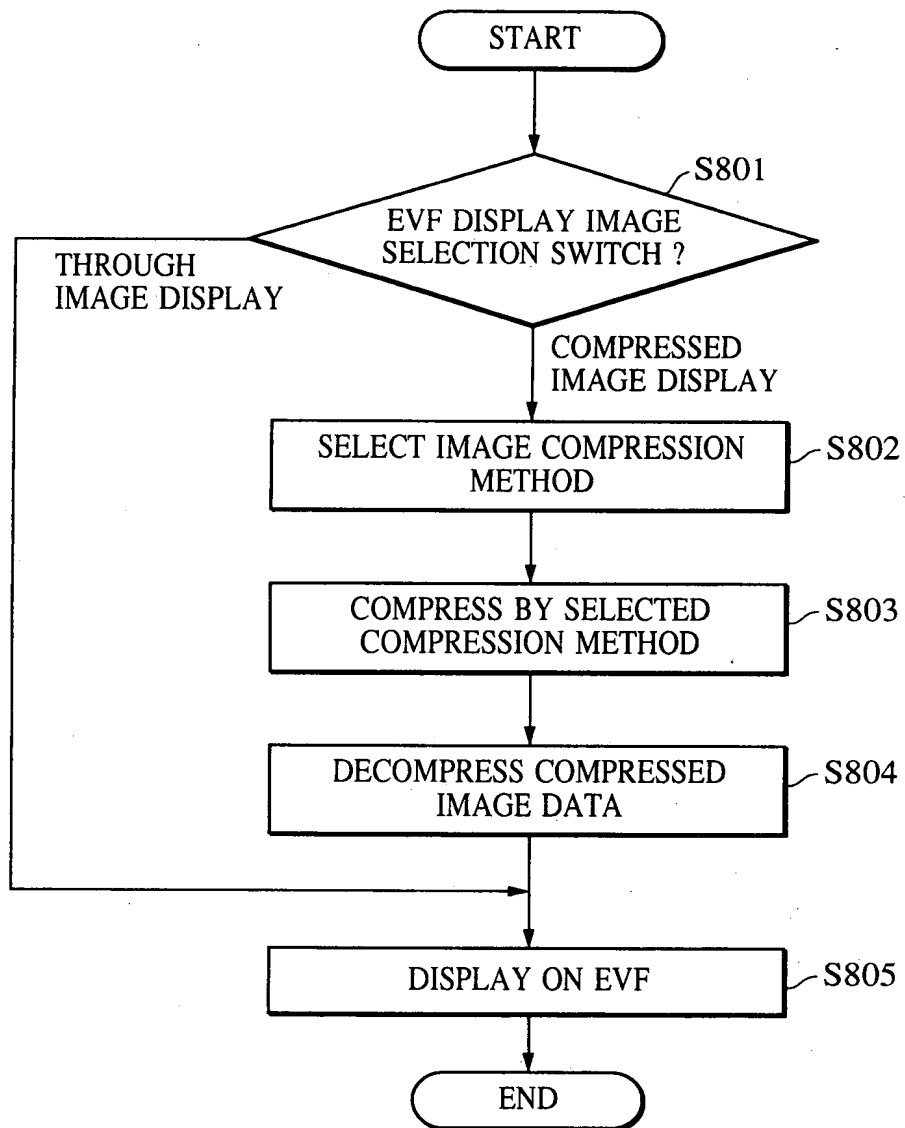 START
S801
EVF DISPLAY IMAGE
SELECTION SWITCH ?
THROUGH
IMAGE DISPLAY
COMPRESSED
IMAGE DISPLAY
SELECT IMAGE COMPRESSION
METHOD
S802
COMPRESS BY SELECTED
COMPRESSION METHOD
S803
DECOMPRESS COMPRESSED
IMAGE DATA
S804
DISPLAY ON EVF
S805
END